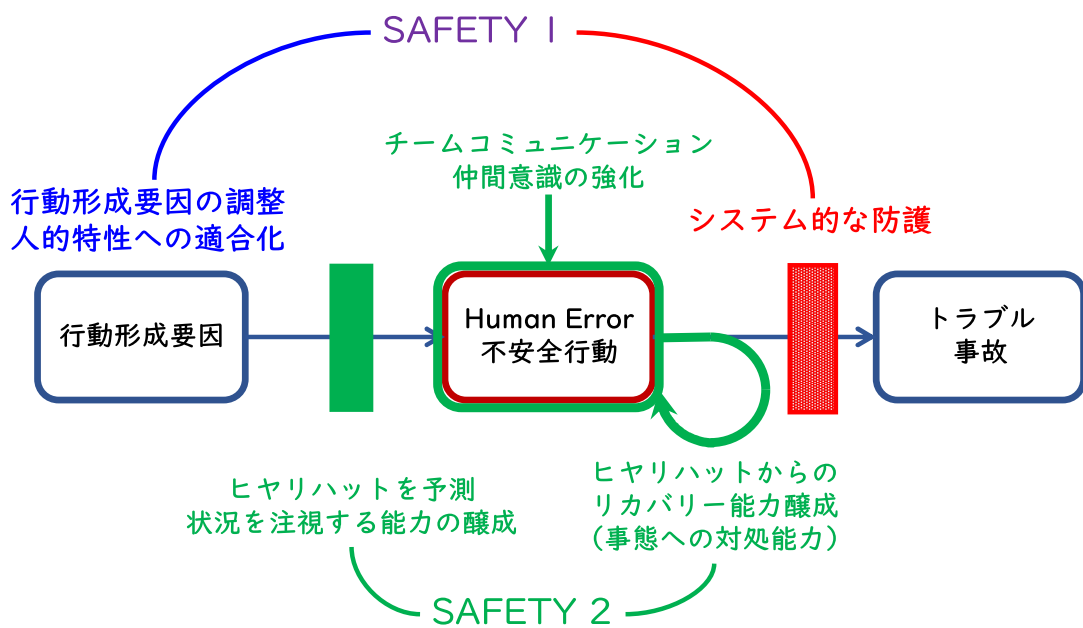 SAFETY 1
チームコミュニケーション
仲間意識の強化
行動形成要因の調整
人的特性への適合化
システム的な防護
行動形成要因
Human Error
不安全行動
トラブル
事故
ヒヤリハットを予測
状況を注視する能力の醸成
ヒヤリハットからの
リカバリー能力醸成
(事態への対処能力)
SAFETY 2